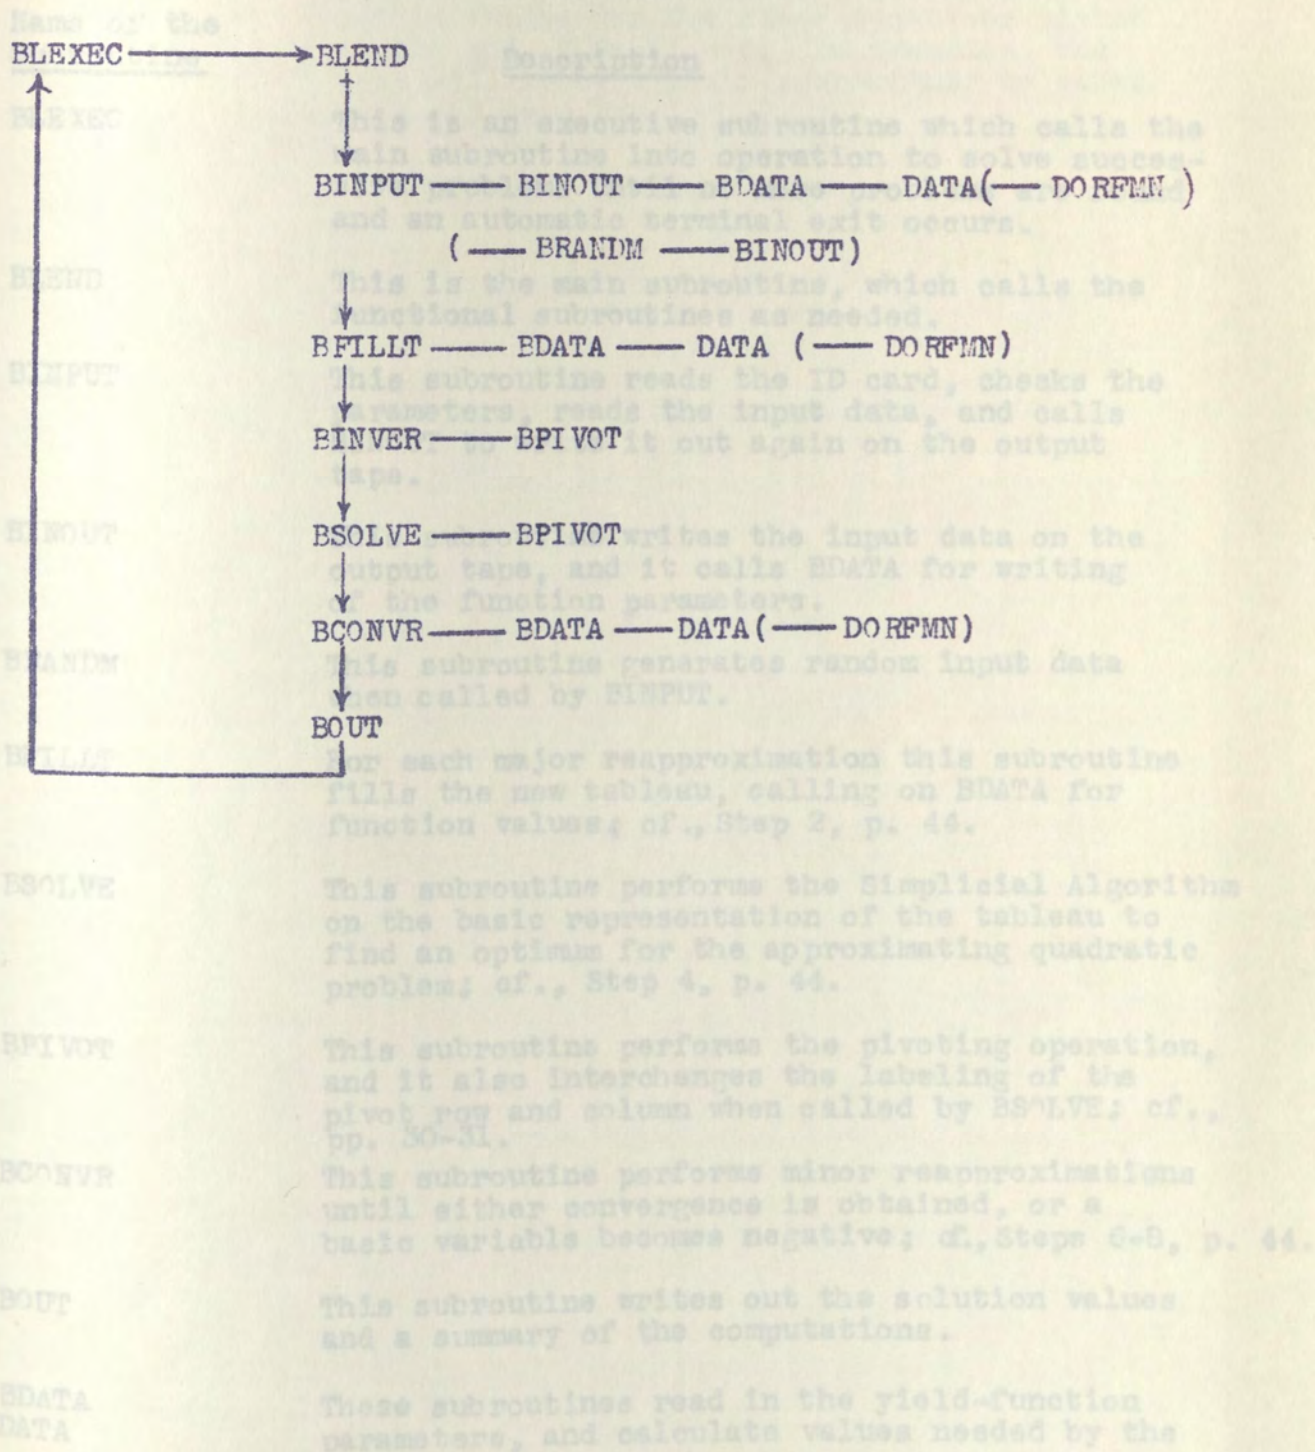 Name of the
BLEXEC BLEND
Description
BLEXEC This is an executive subroutine which calls the
main subroutine into operation to solve succes-
BINPUT BINOUT BDATA DATA( DORFMN )
and an automatic terminal exit occurs.
( BRANDM BINOUT)
BLEND This is the main subroutine, which calls the
functional subroutines as needed.
BFILLT BDATA DATA ( DORFMN)
BINPUT This subroutine reads the ID card, checks the
parameters, reads the input data, and calls
BINVER BPIVOT
it out again on the output
tape.
BINOUT subroutine writes the input data on the
BSOLVE BPIVOT
output tape, and it calls BDATA for writing
of the function parameters.
BCONVR BDATA DATA( DORFMN)
BRANDM This subroutine generates random input data
when called by BINPUT.
BOUT
BFILLT For each major reapproximation this subroutine
fills the new tableau, calling on BDATA for
function values; cf., Step 2, p. 44.
BSOLVE This subroutine performs the Simplicial Algorithm
on the basic representation of the tableau to
find an optimum for the approximating quadratic
problem; cf., Step 4, p. 44.
BPIVOT This subroutine performs the pivoting operation,
and it also interchanges the labeling of the
pivot row and column when called by BSOLVE; cf.,
pp. 30-31.
BCONVR This subroutine performs minor reapproximations
until either convergence is obtained, or a
basic variable becomes negative; cf., Steps 6-8, p. 44.
BOUT This subroutine writes out the solution values
and a summary of the computations.
BDATA These subroutines read in the yield-function
DATA parameters, and calculate values needed by the